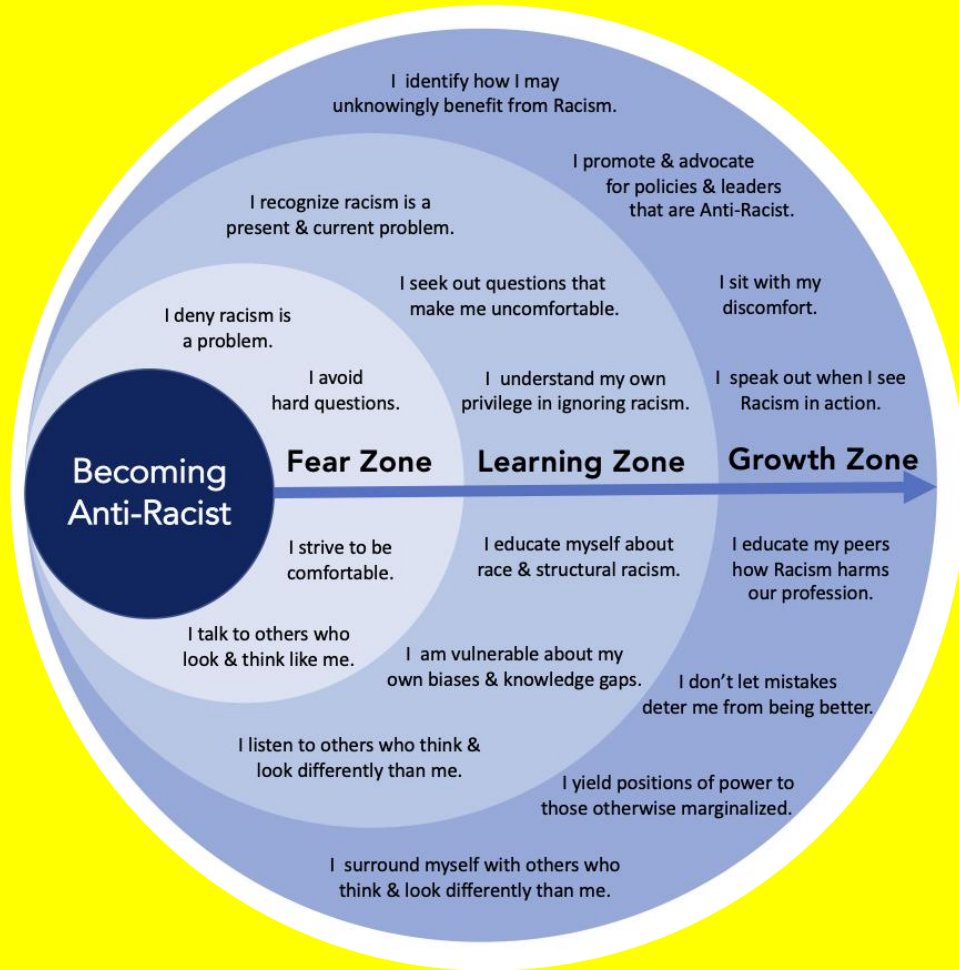 I identify how I may
unknowingly benefit from Racism.
I promote & advocate
for policies & leaders
that are Anti-Racist.
I recognize racism is a
present & current problem.
I seek out questions that
make me uncomfortable.
I sit with my
discomfort.
I deny racism is
a problem.
I avoid
hard questions.
I understand my own
privilege in ignoring racism.
I speak out when I see
Racism in action.
Becoming
Anti-Racist
Fear Zone
Learning Zone
Growth Zone
I strive to be
comfortable.
I educate myself about
race & structural racism.
I educate my peers
how Racism harms
our profession.
I talk to others who
look & think like me.
I am vulnerable about my
own biases & knowledge gaps.
I don't let mistakes
deter me from being better.
I listen to others who think &
look differently than me.
I yield positions of power to
those otherwise marginalized.
I surround myself with others who
think & look differently than me.